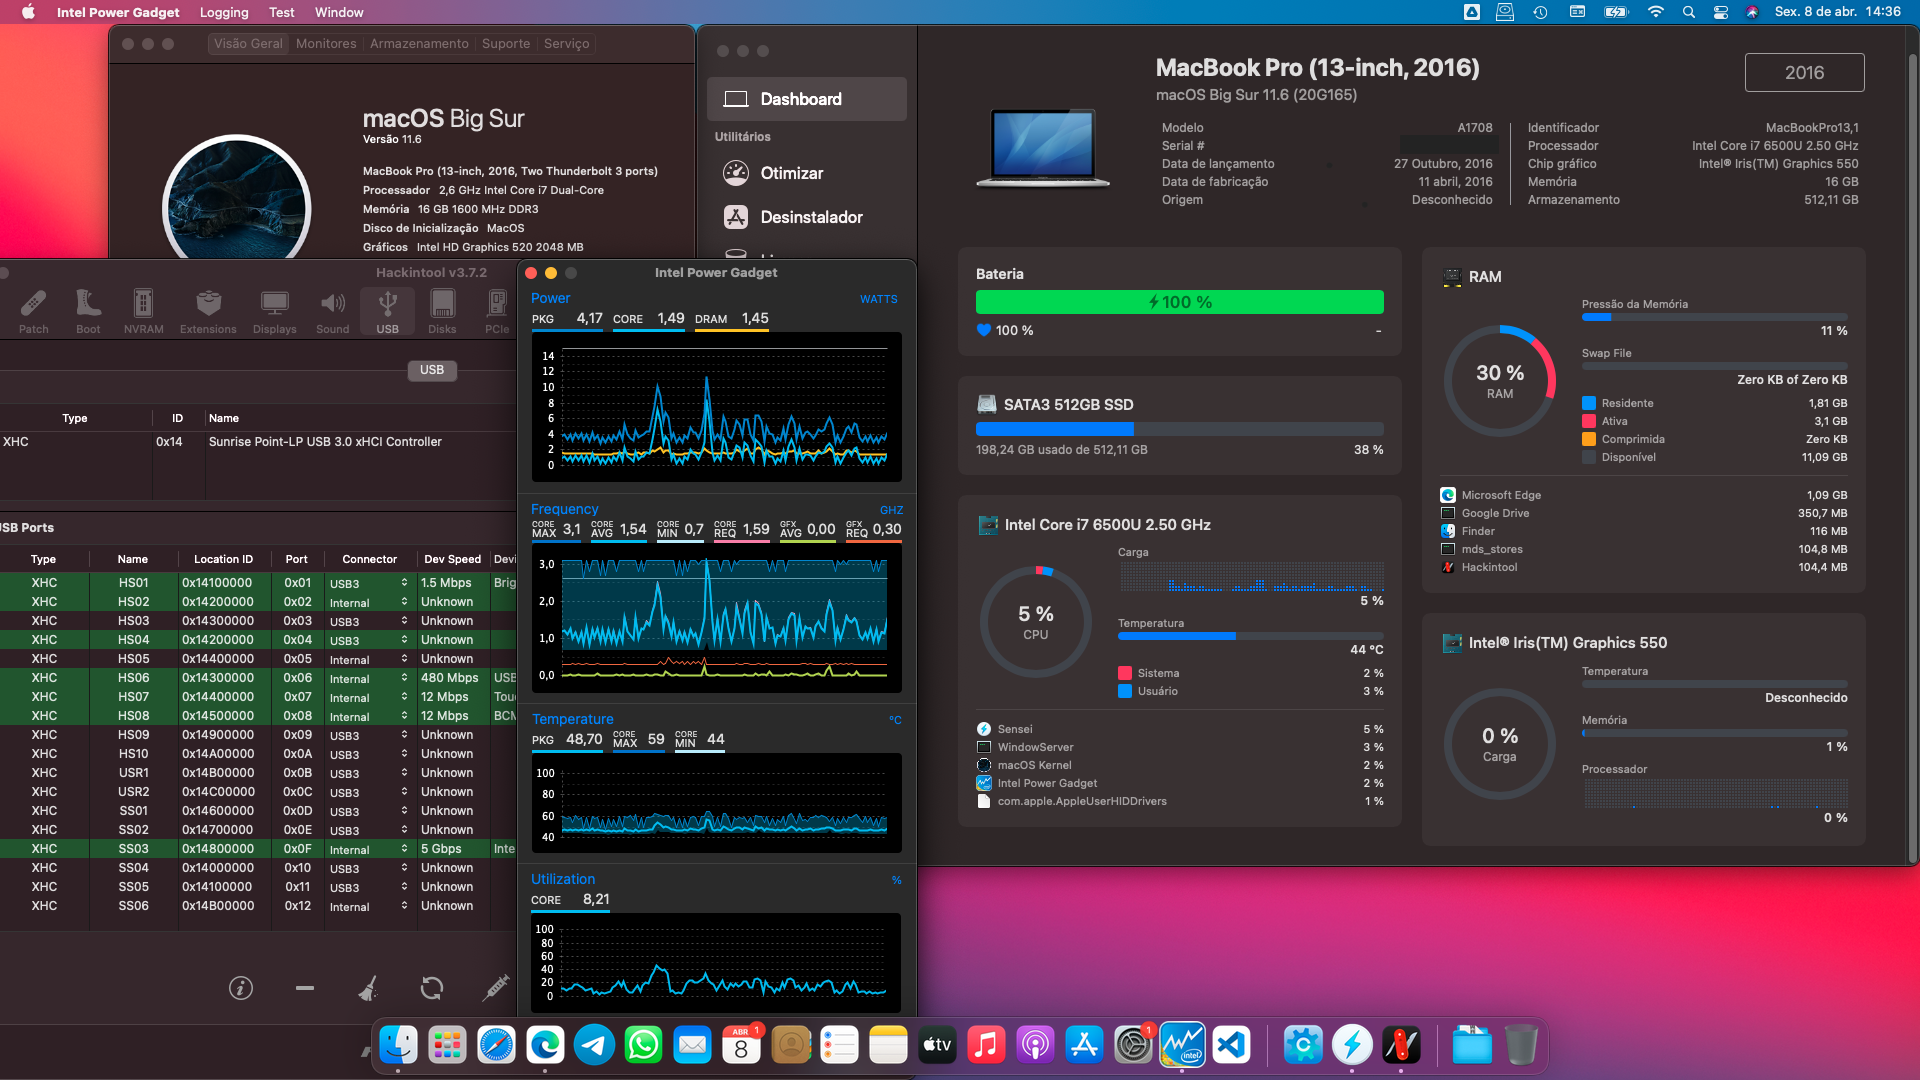 Intel Power Gadget Logging Test Window
Sex. 8 de abr. 14:36
Visão Geral Monitores Armazenamento Suporte Serviço
macOS Big Sur
Versão 11.6
MacBook Pro (13-inch, 2016, Two Thunderbolt 3 ports)
Processador 2,6 GHz Intel Core i7 Dual-Core
Memória 16 GB 1600 MHz DDR3
Disco de Inicialização MacOS
Gráficos Intel HD Graphics 520 2048 MB
Dashboard
Utilitários
Otimizar
Desinstalador
MacBook Pro (13-inch, 2016)
macOS Big Sur 11.6 (20G165)
2016
Modelo A1708
Serial #
Data de lançamento 27 Outubro, 2016
Data de fabricação 11 abril, 2016
Origem Desconhecido
Identificador MacBookPro13,1
Processador Intel Core i7 6500U 2.50 GHz
Chip gráfico Intel® Iris(TM) Graphics 550
Memória 16 GB
Armazenamento 512,11 GB
Bateria
100 %
100 % -
SATA3 512GB SSD
198,24 GB usado de 512,11 GB 38 %
Intel Core i7 6500U 2.50 GHz
Carga
5 %
5 %
CPU
Temperatura
44 ºC
Sistema 2 %
Usuário 3 %
Sensei 5 %
WindowServer 3 %
macOS Kernel 2 %
Intel Power Gadget 2 %
com.apple.AppleUserHIDDrivers 1 %
RAM
Pressão da Memória
11 %
Swap File
Zero KB of Zero KB
30 %
RAM
Residente 1,81 GB
Ativa 3,1 GB
Comprimida Zero KB
Disponível 11,09 GB
Microsoft Edge 1,09 GB
Google Drive 350,7 MB
Finder 116 MB
mds_stores 104,8 MB
Hackintool 104,4 MB
Intel® Iris(TM) Graphics 550
Temperatura
Desconhecido
Memória
1 %
0 %
Carga
Processador
0 %
Hackintool v3.7.2
Patch Boot NVRAM Extensions Displays Sound USB Disks PCIe
USB
Type ID Name
XHC 0x14 Sunrise Point-LP USB 3.0 xHCI Controller
SB Ports
Type Name Location ID Port Connector Dev Speed Devi
XHC HS01 0x14100000 0x01 USB3 1.5 Mbps Brig
XHC HS02 0x14200000 0x02 Internal Unknown
XHC HS03 0x14300000 0x03 USB3 Unknown
XHC HS04 0x14200000 0x04 USB3 Unknown
XHC HS05 0x14400000 0x05 Internal Unknown
XHC HS06 0x14300000 0x06 Internal 480 Mbps USB
XHC HS07 0x14400000 0x07 Internal 12 Mbps Tou
XHC HS08 0x14500000 0x08 Internal 12 Mbps BCM
XHC HS09 0x14900000 0x09 USB3 Unknown
XHC HS10 0x14A00000 0x0A USB3 Unknown
XHC USR1 0x14B00000 0x0B USB3 Unknown
XHC USR2 0x14C00000 0x0C USB3 Unknown
XHC SS01 0x14600000 0x0D USB3 Unknown
XHC SS02 0x14700000 0x0E USB3 Unknown
XHC SS03 0x14800000 0x0F Internal 5 Gbps Inte
XHC SS04 0x14000000 0x10 USB3 Unknown
XHC SS05 0x14100000 0x11 USB3 Unknown
XHC SS06 0x14B00000 0x12 Internal Unknown
Intel Power Gadget
Power WATTS
PKG 4,17 CORE 1,49 DRAM 1,45
14
12
10
8
6
4
2
0
Frequency GHZ
CORE MAX 3,1 CORE AVG 1,54 CORE MIN 0,7 CORE REQ 1,59 GFX AVG 0,00 GFX REQ 0,30
3,0
2,0
1,0
0,0
Temperature ºC
PKG 48,70 CORE MAX 59 CORE MIN 44
100
80
60
40
Utilization %
CORE 8,21
100
80
60
40
20
0
ABR 1
8
tv
1
intel